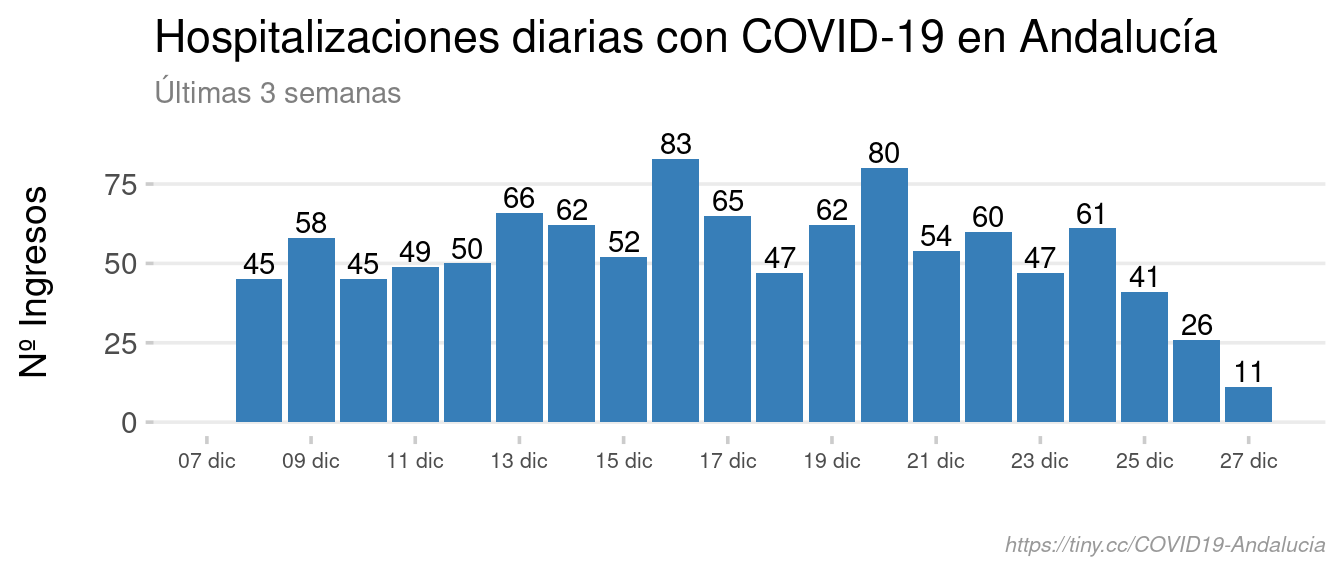 Hospitalizaciones diarias con COVID-19 en Andalucía
Últimas 3 semanas
Nº Ingresos
75
50
25
0
45
58
45
49
50
66
62
52
83
65
47
62
80
54
60
47
61
41
26
11
07 dic
09 dic
11 dic
13 dic
15 dic
17 dic
19 dic
21 dic
23 dic
25 dic
27 dic
https://tiny.cc/COVID19-Andalucia